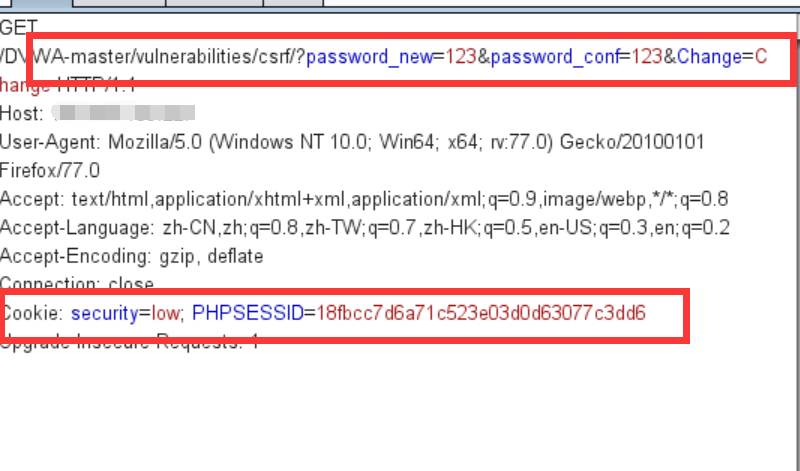 GET
/DVWA-master/vulnerabilities/csrf/?password_new=123&password_conf=123&Change=C
hange HTTP/1.1
Host:
User-Agent: Mozilla/5.0 (Windows NT 10.0; Win64; x64; rv:77.0) Gecko/20100101
Firefox/77.0
Accept: text/html,application/xhtml+xml,application/xml;q=0.9,image/webp,*/*;q=0.8
Accept-Language: zh-CN,zh;q=0.8,zh-TW;q=0.7,zh-HK;q=0.5,en-US;q=0.3,en;q=0.2
Accept-Encoding: gzip, deflate
Connection: close
Cookie: security=low; PHPSESSID=18fbcc7d6a71c523e03d0d63077c3dd6
Upgrade-Insecure-Requests: 1